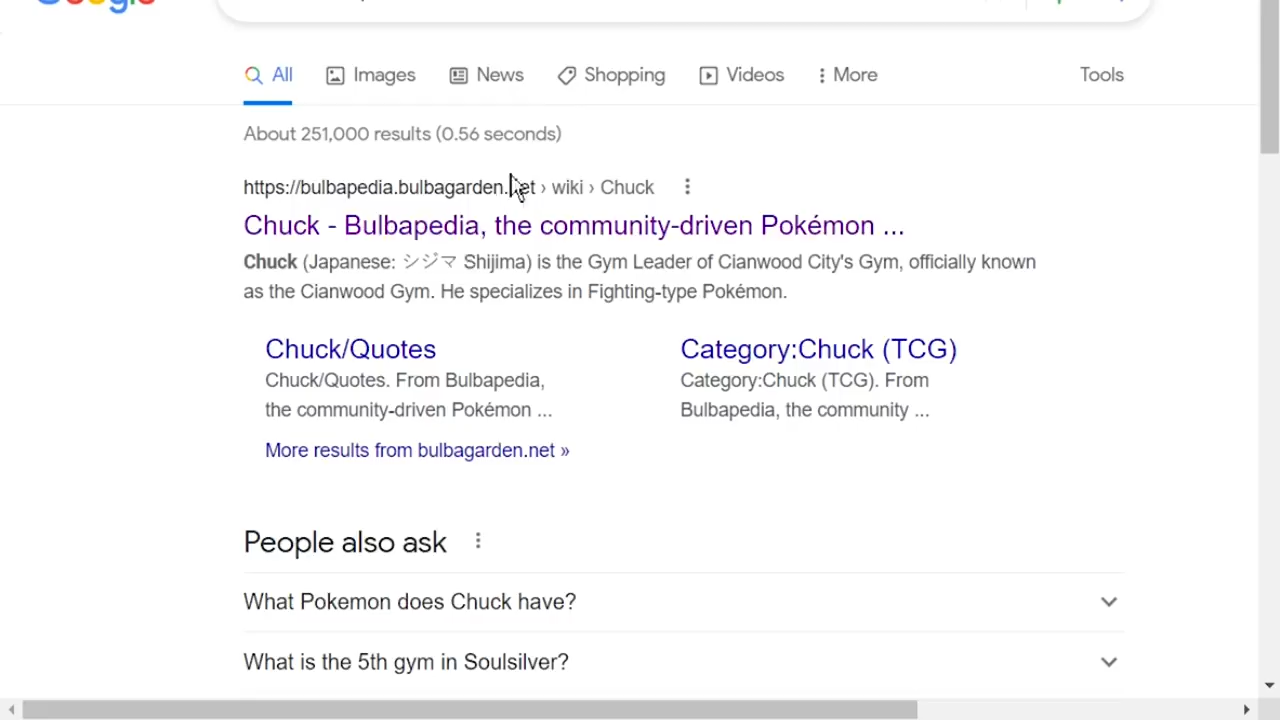 All Images News Shopping Videos More Tools
About 251,000 results (0.56 seconds)
https://bulbapedia.bulbagarden.net › wiki › Chuck
Chuck - Bulbapedia, the community-driven Pokémon ...
Chuck (Japanese: シジマ Shijima) is the Gym Leader of Cianwood City's Gym, officially known
as the Cianwood Gym. He specializes in Fighting-type Pokémon.
Chuck/Quotes
Chuck/Quotes. From Bulbapedia,
the community-driven Pokémon ...
Category:Chuck (TCG)
Category:Chuck (TCG). From
Bulbapedia, the community ...
More results from bulbagarden.net »
People also ask
What Pokemon does Chuck have?
What is the 5th gym in Soulsilver?